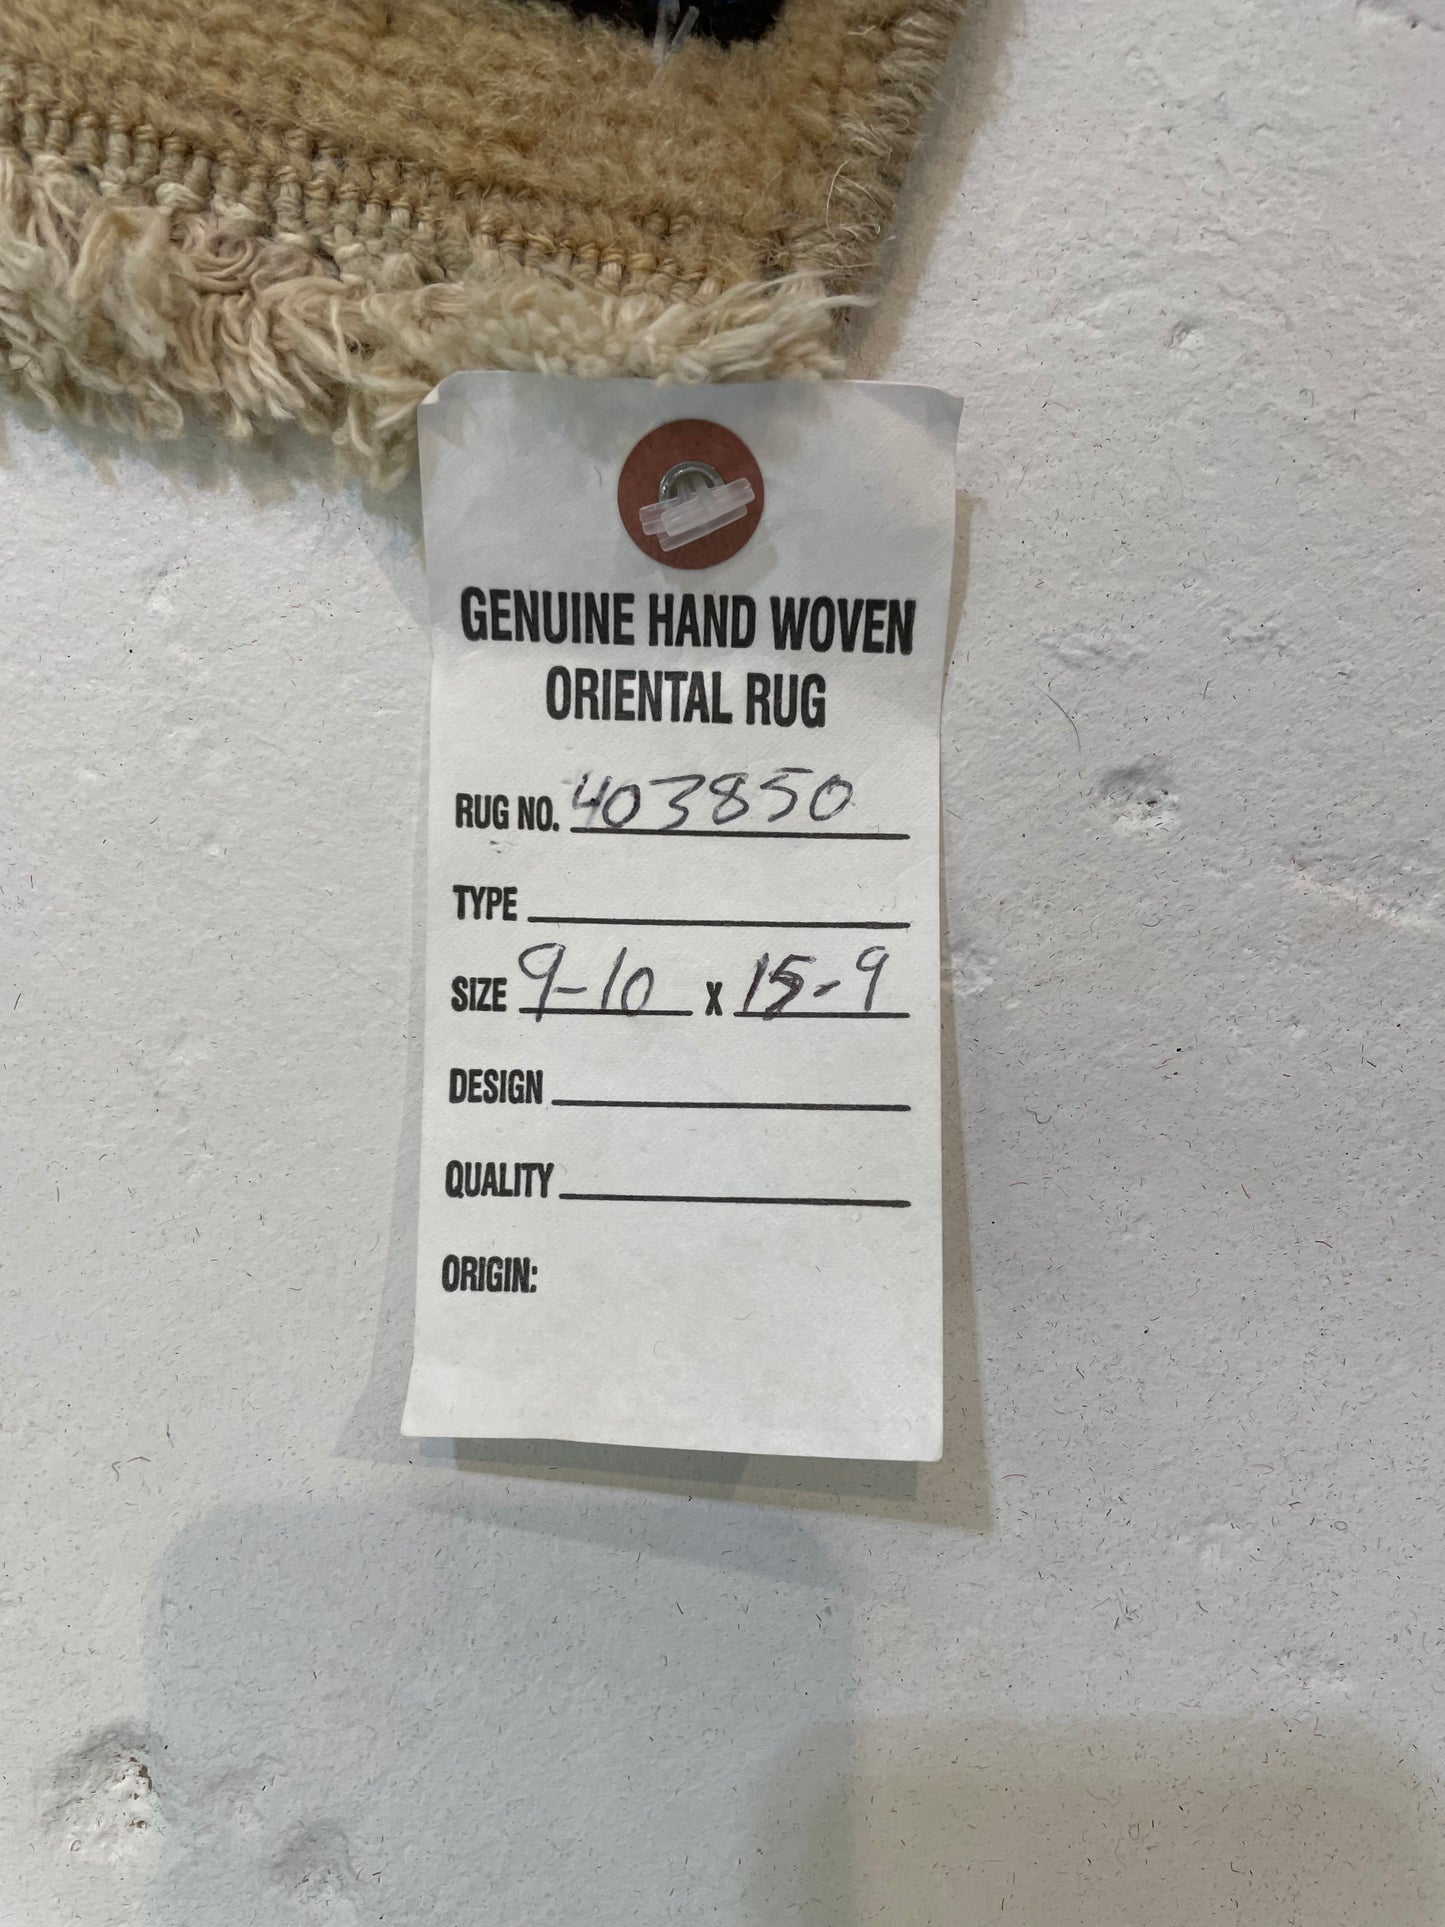 GENUINE HAND WOVEN
ORIENTAL RUG
RUG NO. 403850
TYPE
SIZE 9-10 x 15-9
DESIGN
QUALITY
ORIGIN: